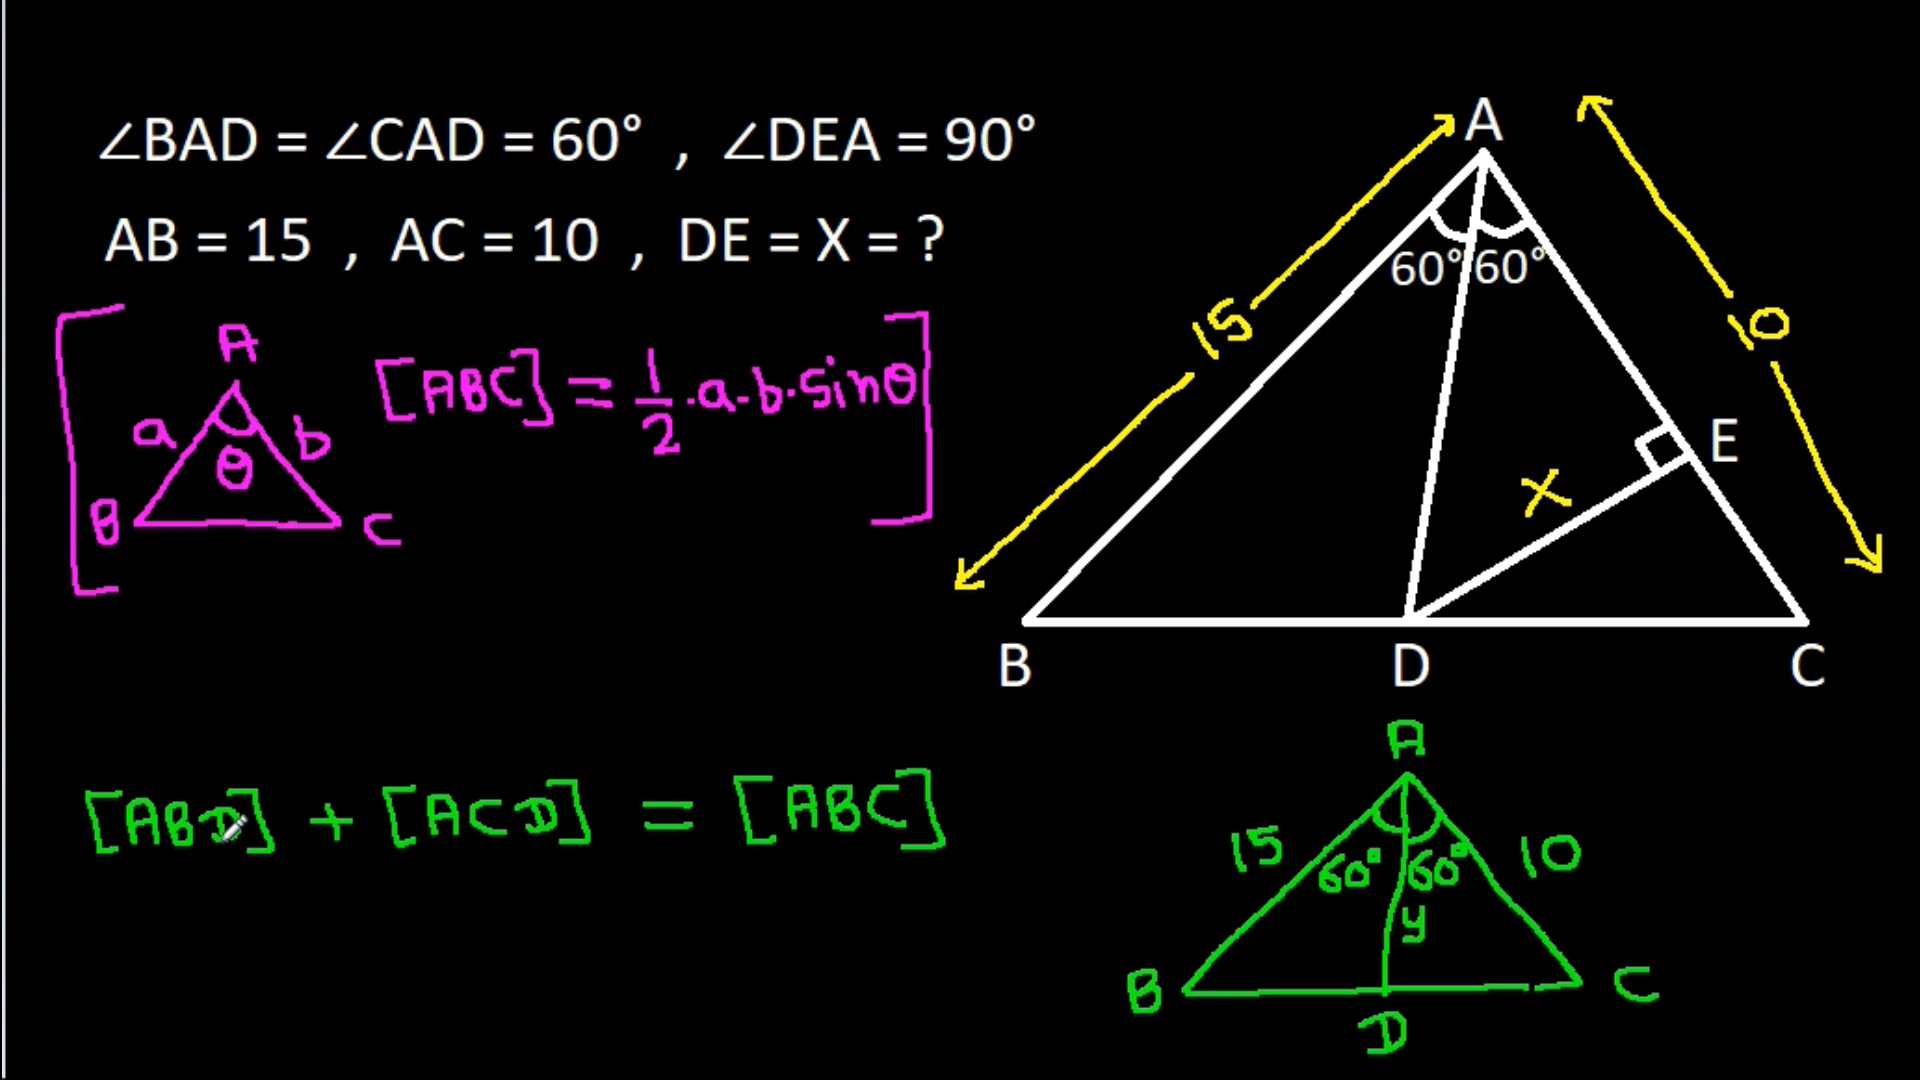 ∠BAD = ∠CAD = 60° , ∠DEA = 90°
AB = 15 , AC = 10 , DE = X = ?
A
a b
θ
B C
[ABC] = 1/2 · a · b · sinθ
A
15
10
60° 60°
E
X
B D C
[ABD] + [ACD] = [ABC]
A
15 60° 60° 10
y
B C
D